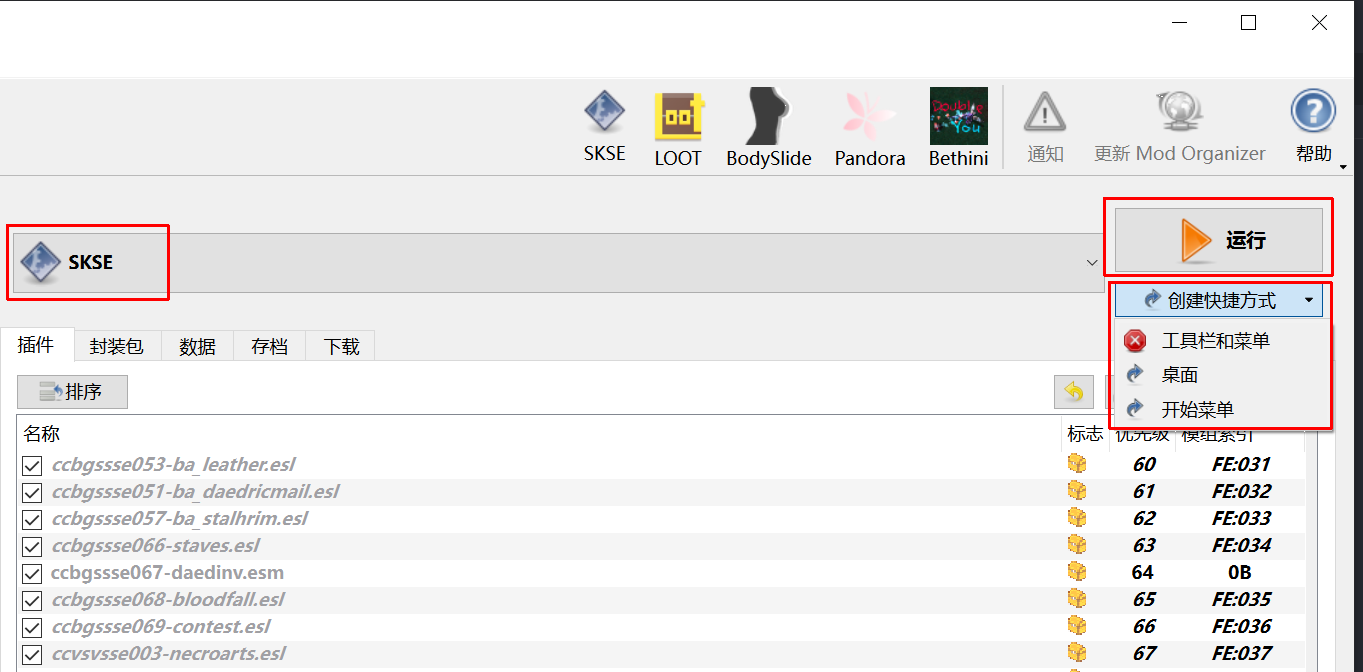 SKSE LOOT BodySlide Pandora Bethini 通知 更新 Mod Organizer 帮助
Double You
SKSE 运行
创建快捷方式
工具栏和菜单
桌面
开始菜单
插件 封装包 数据 存档 下载
排序
名称 标志 优先级 模组索引
ccbgssse053-ba_leather.esl 60 FE:031
ccbgssse051-ba_daedricmail.esl 61 FE:032
ccbgssse057-ba_stalhrim.esl 62 FE:033
ccbgssse066-staves.esl 63 FE:034
ccbgssse067-daedinv.esm 64 0B
ccbgssse068-bloodfall.esl 65 FE:035
ccbgssse069-contest.esl 66 FE:036
ccvsvsse003-necroarts.esl 67 FE:037